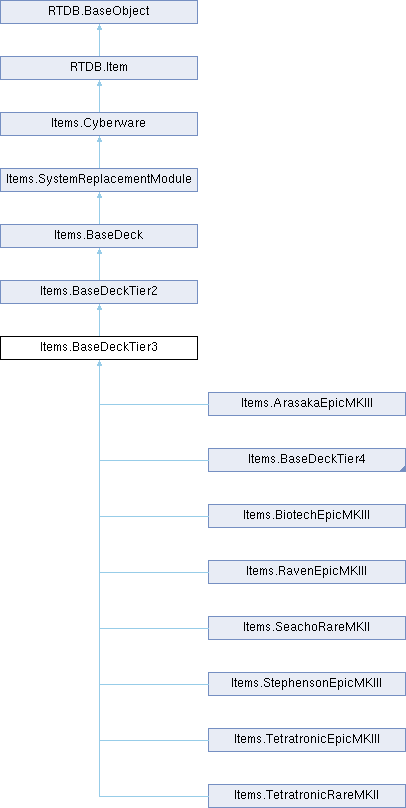 RTDB.BaseObject
RTDB.Item
Items.Cyberware
Items.SystemReplacementModule
Items.BaseDeck
Items.BaseDeckTier2
Items.BaseDeckTier3
Items.ArasakaEpicMKIII
Items.BaseDeckTier4
Items.BiotechEpicMKIII
Items.RavenEpicMKIII
Items.SeachoRareMKII
Items.StephensonEpicMKIII
Items.TetratronicEpicMKIII
Items.TetratronicRareMKII